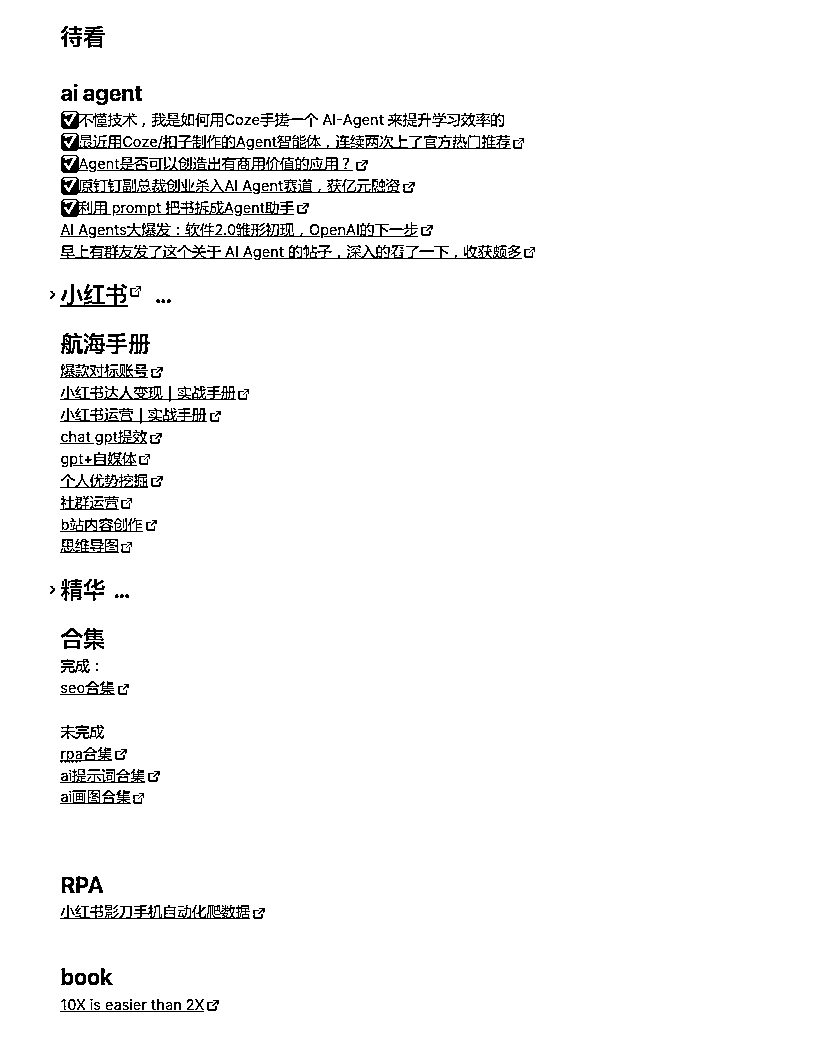 待看
ai agent
不懂技术，我是如何用Coze手搓一个 AI-Agent 来提升学习效率的
最近用Coze/扣子制作的Agent智能体，连续两次上了官方热门推荐
Agent是否可以创造出有商用价值的应用？
原钉钉副总裁创业杀入AI Agent赛道，获亿元融资
利用 prompt 把书拆成Agent助手
AI Agents大爆发：软件2.0雏形初现，OpenAI的下一步
早上有群友发了这个关于 AI Agent 的帖子，深入的看了一下，收获颇多
小红书 ...
航海手册
爆款对标账号
小红书达人变现 | 实战手册
小红书运营 | 实战手册
chat gpt提效
gpt+自媒体
个人优势挖掘
社群运营
b站内容创作
思维导图
精华 ...
合集
完成：
seo合集
未完成
rpa合集
ai提示词合集
ai画图合集
RPA
小红书影刀手机自动化爬数据
book
10X is easier than 2X